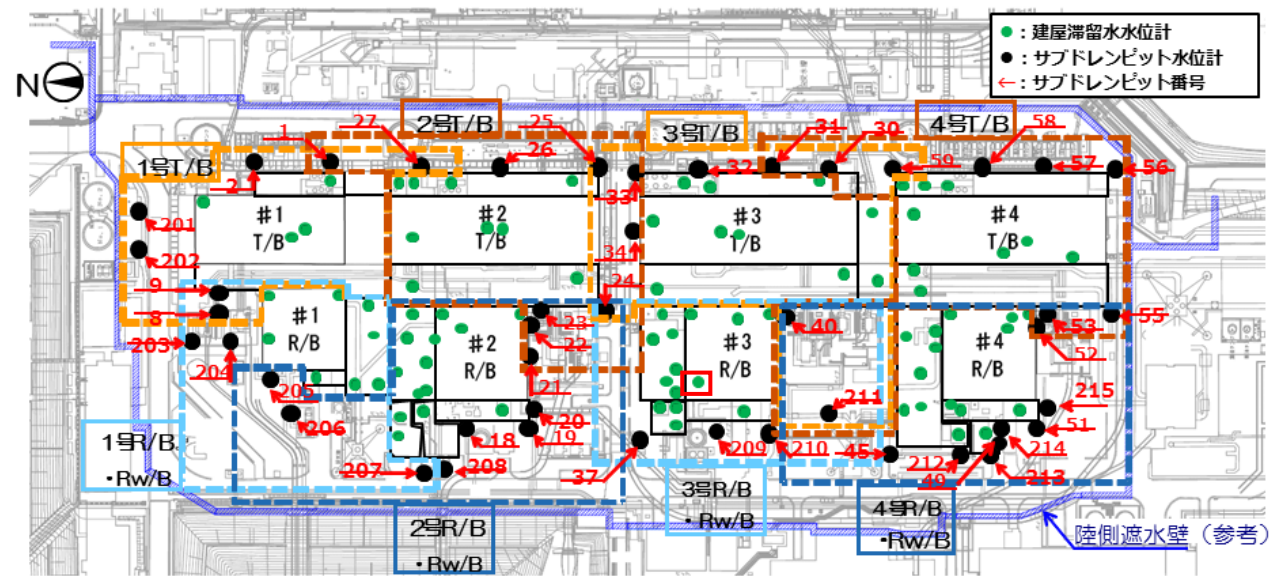 ●：建屋滞留水水位計
●：サブドレンピット水位計
←：サブドレンピット番号
N
1号T/B
2号T/B
3号T/B
4号T/B
1
27
25
26
31
30
58
2
33
32
59
57
56
201
202
34
24
9
8
203
204
205
206
207
208
23
22
21
20
19
18
37
40
211
209
210
45
212
49
213
214
51
215
52
53
55
#1
T/B
#2
T/B
#3
T/B
#4
T/B
#1
R/B
#2
R/B
#3
R/B
#4
R/B
1号R/B
・Rw/B
2号R/B
・Rw/B
3号R/B
・Rw/B
4号R/B
・Rw/B
陸側遮水壁（参考）